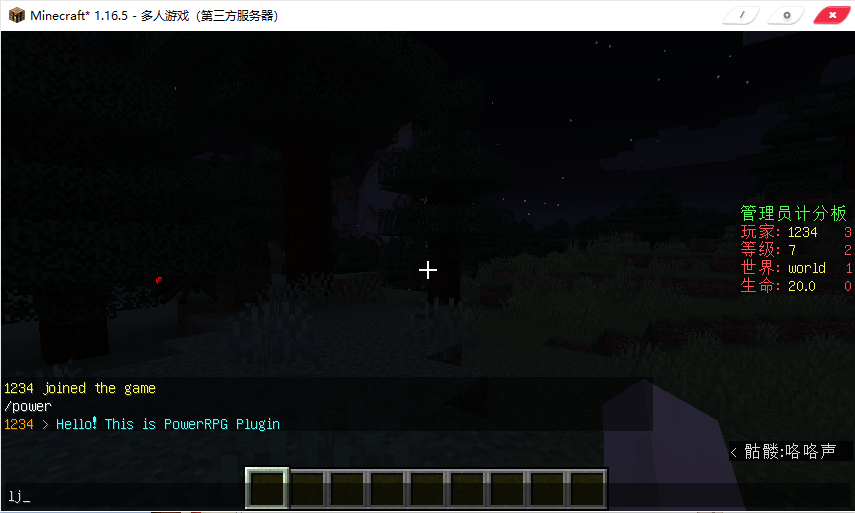 Minecraft* 1.16.5 - 多人游戏（第三方服务器）
管理员计分板
玩家: 1234 3
等级: 7 2
世界: world 1
生命: 20.0 0
1234 joined the game
/power
1234 > Hello! This is PowerRPG Plugin
< 骷髅:咯咯声
lj_